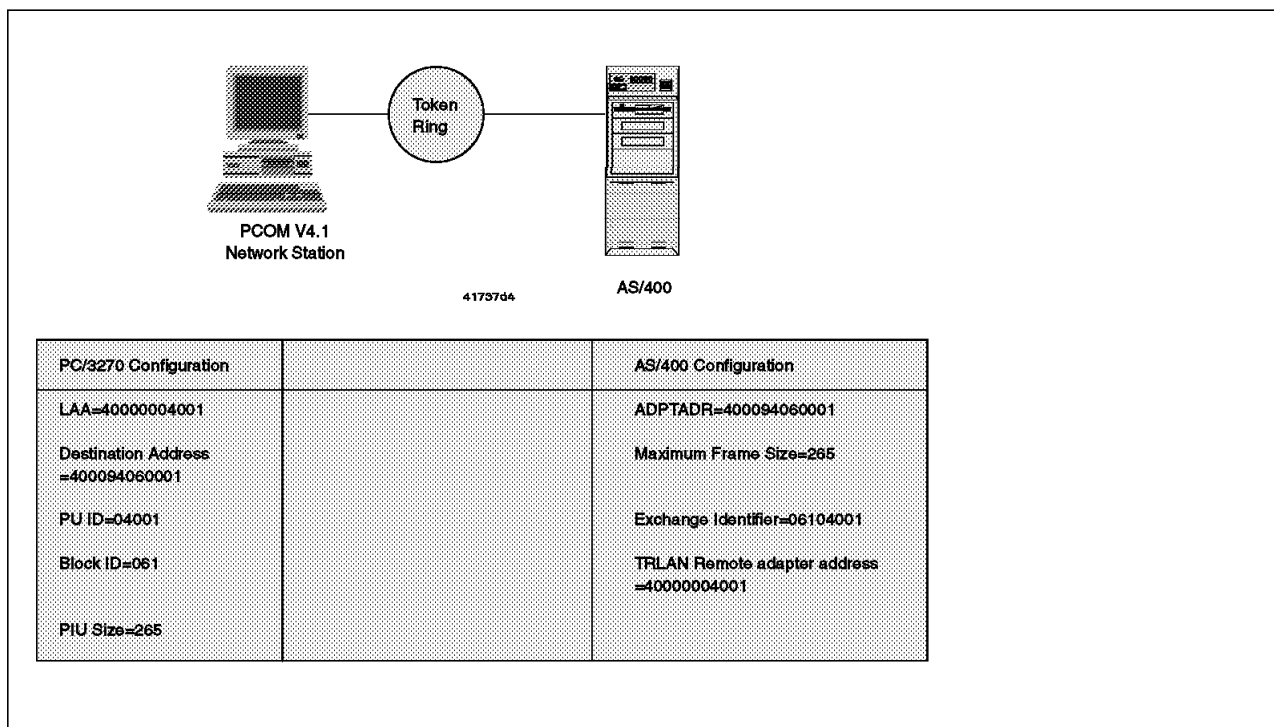 Token
Ring
PCOM V4.1
Network Station
41737d4
AS/400
PC/3270 Configuration
AS/400 Configuration
LAA=40000004001
ADPTADR=400094060001
Destination Address
=400094060001
Maximum Frame Size=265
PU ID=04001
Exchange Identifier=06104001
Block ID=061
TRLAN Remote adapter address
=40000004001
PIU Size=265